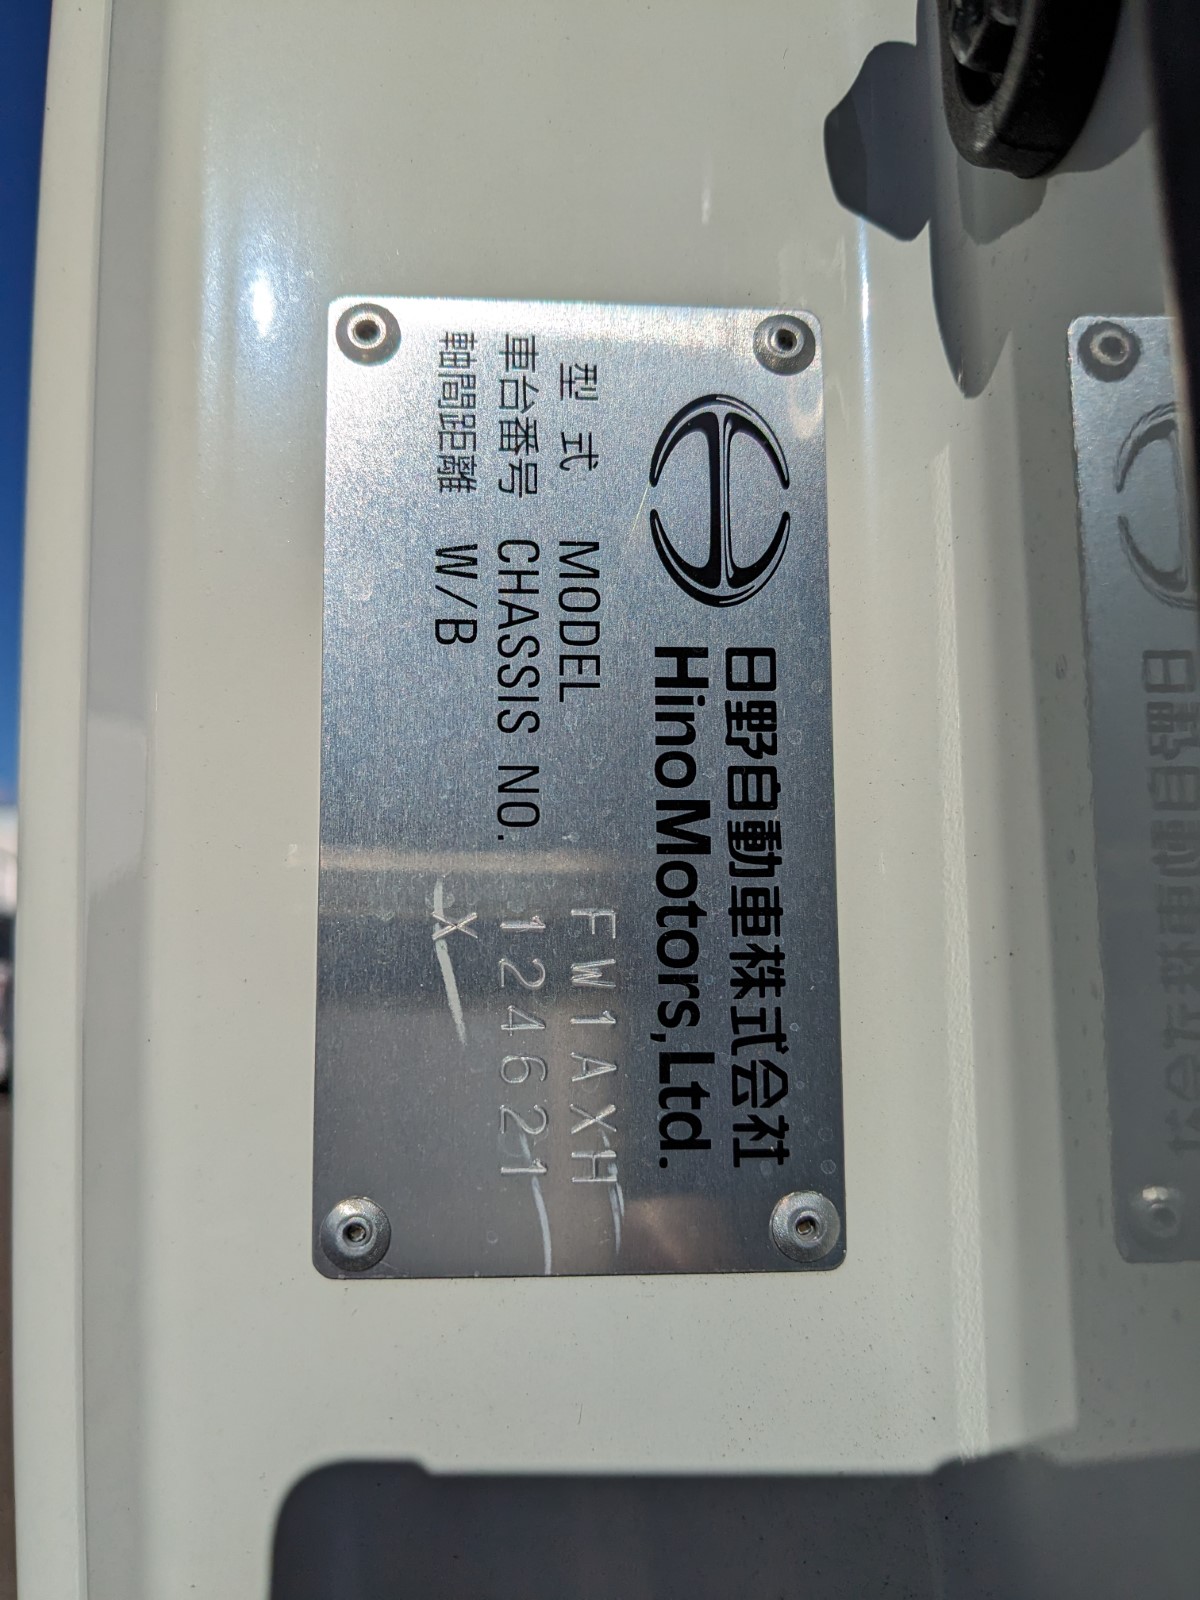 日野自動車株式会社
Hino Motors, Ltd.
型式 MODEL FW1AXH
車台番号 CHASSIS NO. 124621
軸間距離 W/B X